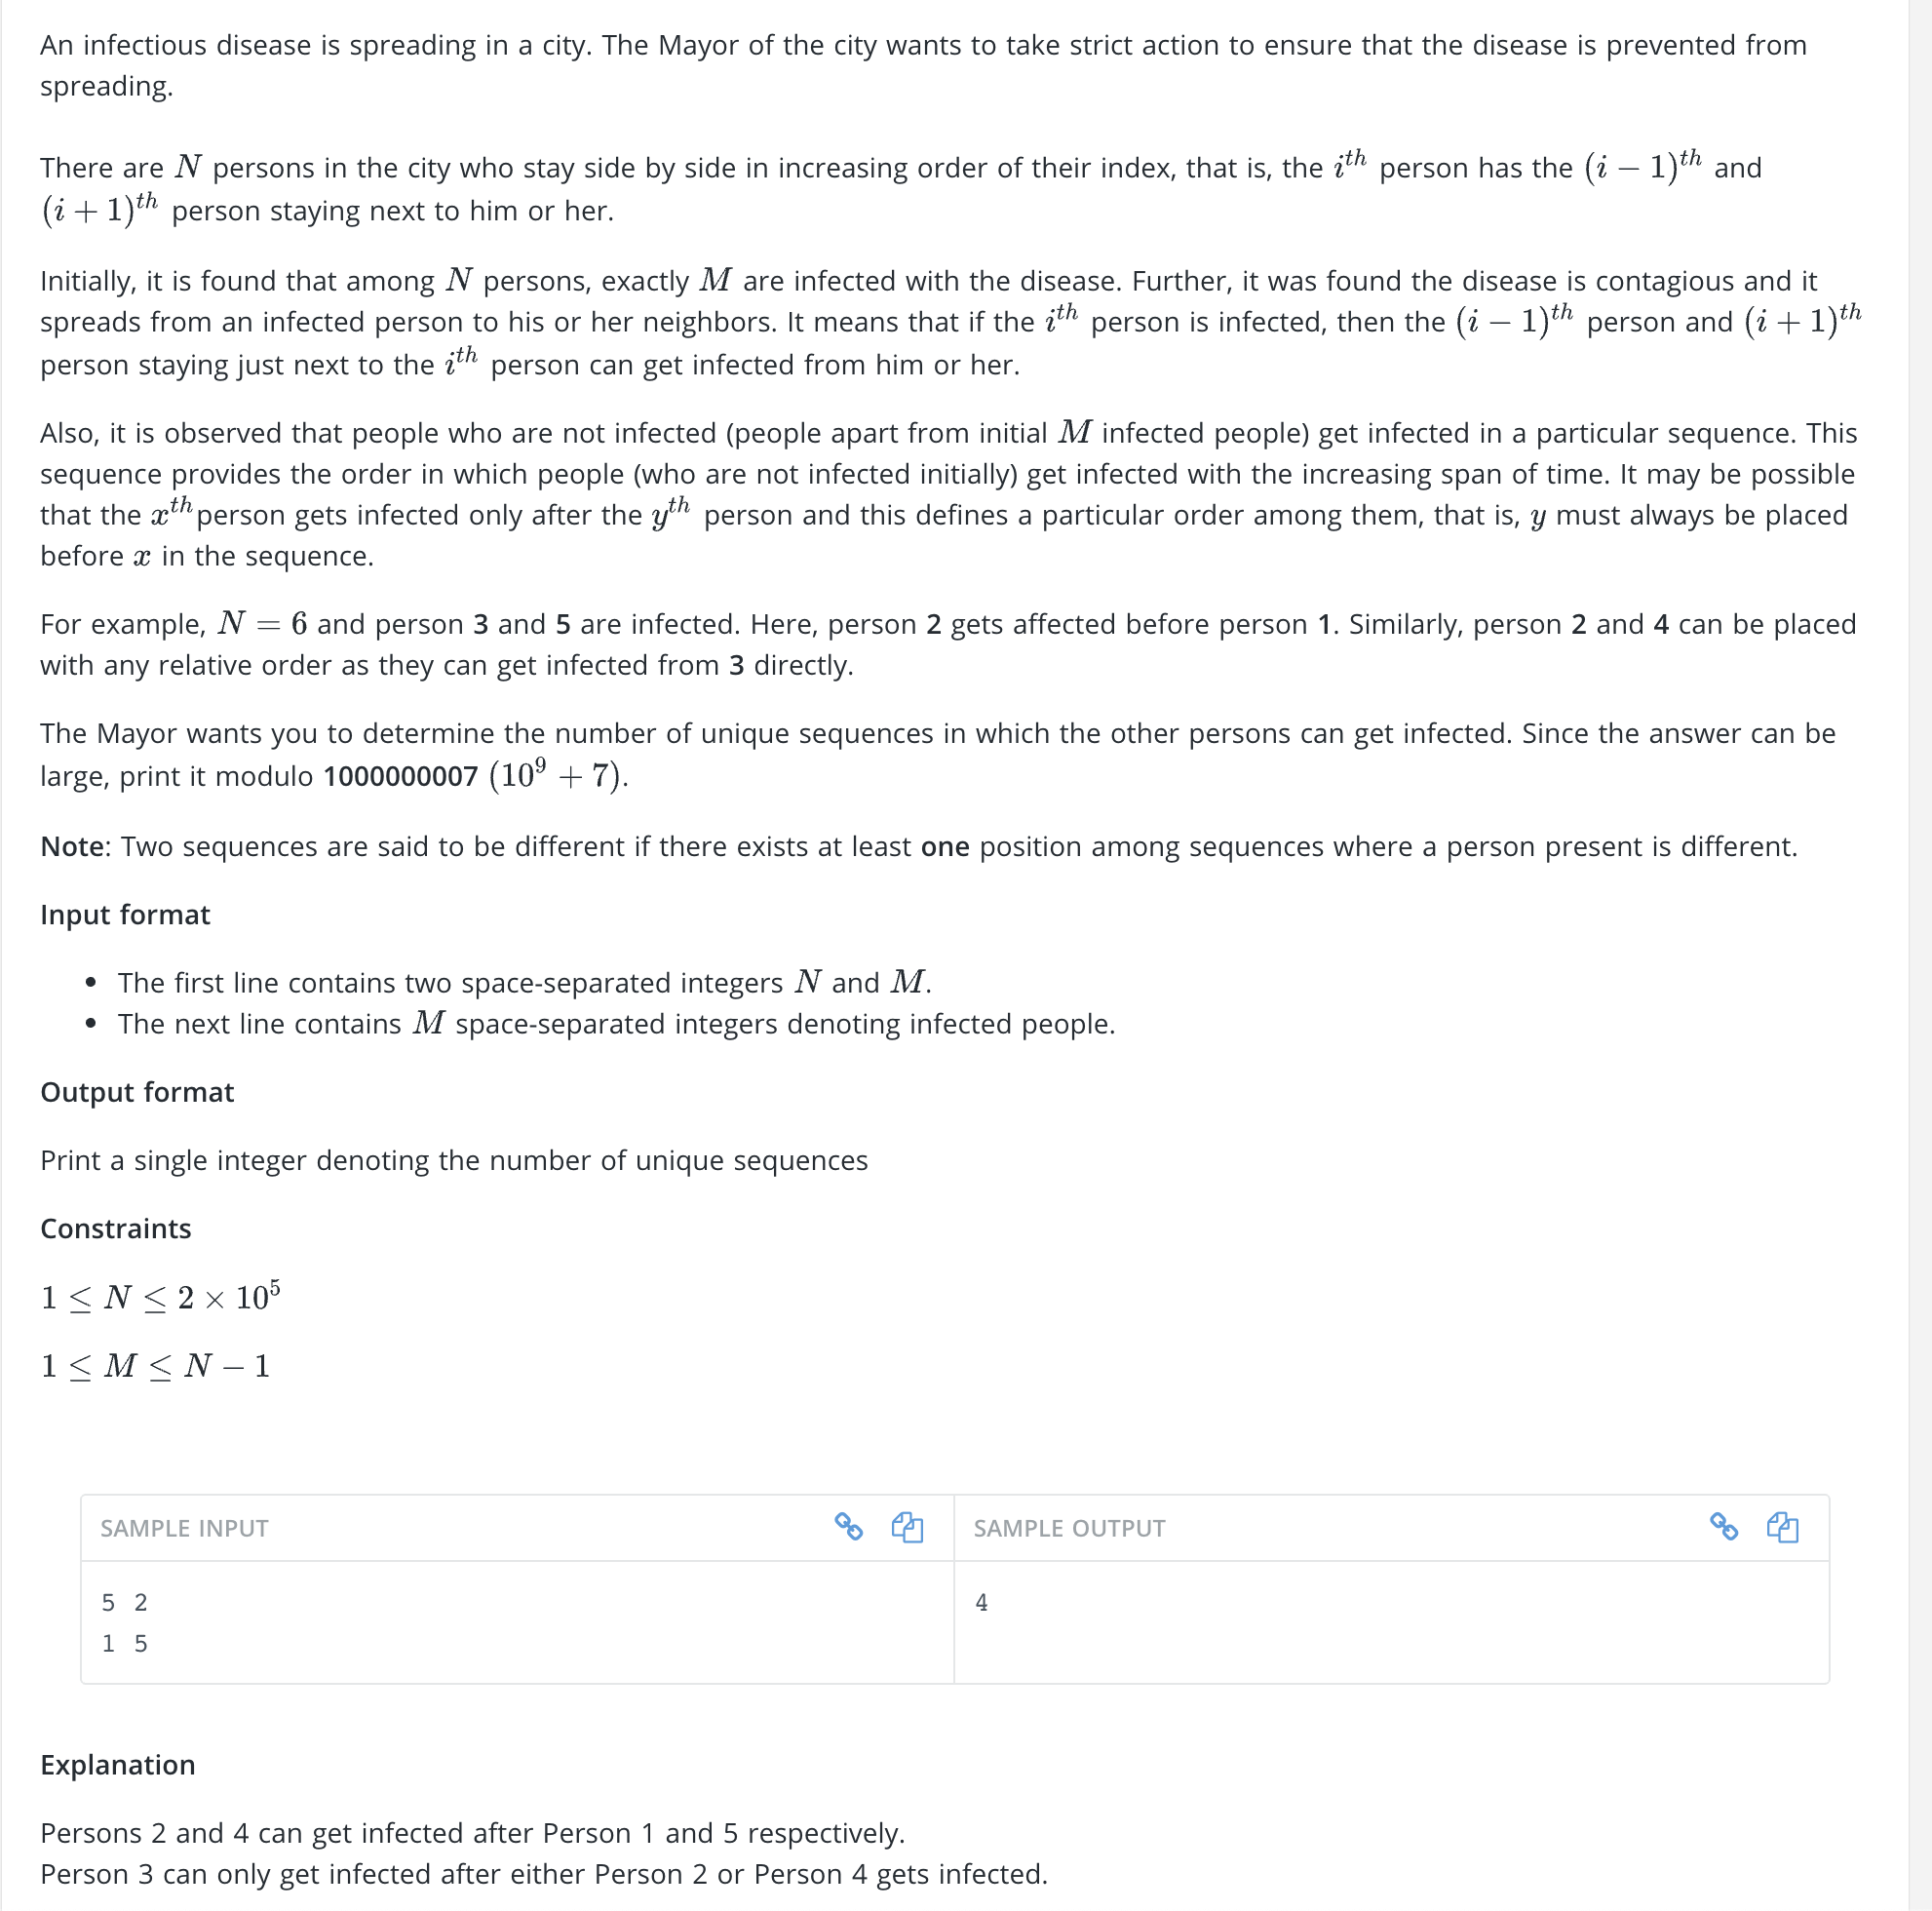 An infectious disease is spreading in a city. The Mayor of the city wants to take strict action to ensure that the disease is prevented from
spreading.
There are N persons in the city who stay side by side in increasing order of their index, that is, the i^th person has the (i − 1)^th and
(i + 1)^th person staying next to him or her.
Initially, it is found that among N persons, exactly M are infected with the disease. Further, it was found the disease is contagious and it
spreads from an infected person to his or her neighbors. It means that if the i^th person is infected, then the (i − 1)^th person and (i + 1)^th
person staying just next to the i^th person can get infected from him or her.
Also, it is observed that people who are not infected (people apart from initial M infected people) get infected in a particular sequence. This
sequence provides the order in which people (who are not infected initially) get infected with the increasing span of time. It may be possible
that the x^th person gets infected only after the y^th person and this defines a particular order among them, that is, y must always be placed
before x in the sequence.
For example, N = 6 and person 3 and 5 are infected. Here, person 2 gets affected before person 1. Similarly, person 2 and 4 can be placed
with any relative order as they can get infected from 3 directly.
The Mayor wants you to determine the number of unique sequences in which the other persons can get infected. Since the answer can be
large, print it modulo 1000000007 (10^9 + 7).
Note: Two sequences are said to be different if there exists at least one position among sequences where a person present is different.
Input format
• The first line contains two space-separated integers N and M.
• The next line contains M space-separated integers denoting infected people.
Output format
Print a single integer denoting the number of unique sequences
Constraints
1 ≤ N ≤ 2 × 10^5
1 ≤ M ≤ N − 1
SAMPLE INPUT
SAMPLE OUTPUT
5 2
1 5
4
Explanation
Persons 2 and 4 can get infected after Person 1 and 5 respectively.
Person 3 can only get infected after either Person 2 or Person 4 gets infected.